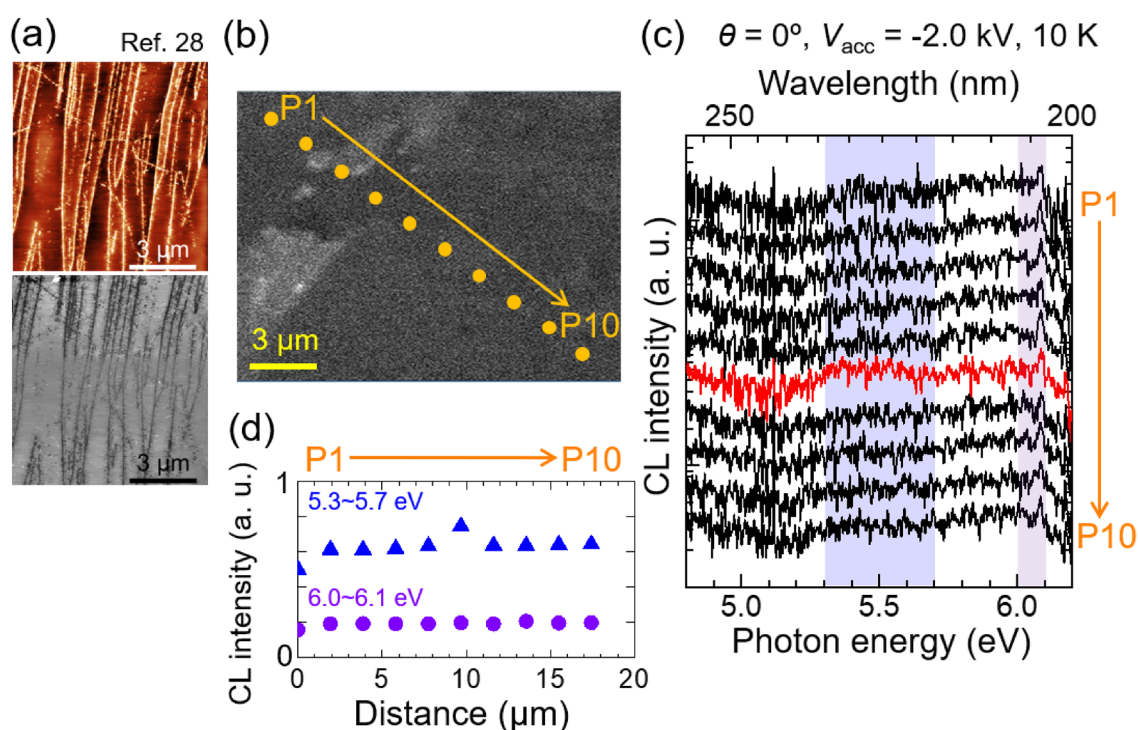 (a)
Ref. 28
3 μm
3 μm
(b)
P1
P10
3 μm
(c)
θ = 0º, Vacc = -2.0 kV, 10 K
Wavelength (nm)
250
200
CL intensity (a. u.)
P1
P10
5.0
5.5
6.0
Photon energy (eV)
(d)
P1
P10
CL intensity (a. u.)
1
0
5.3~5.7 eV
6.0~6.1 eV
0
5
10
15
20
Distance (μm)